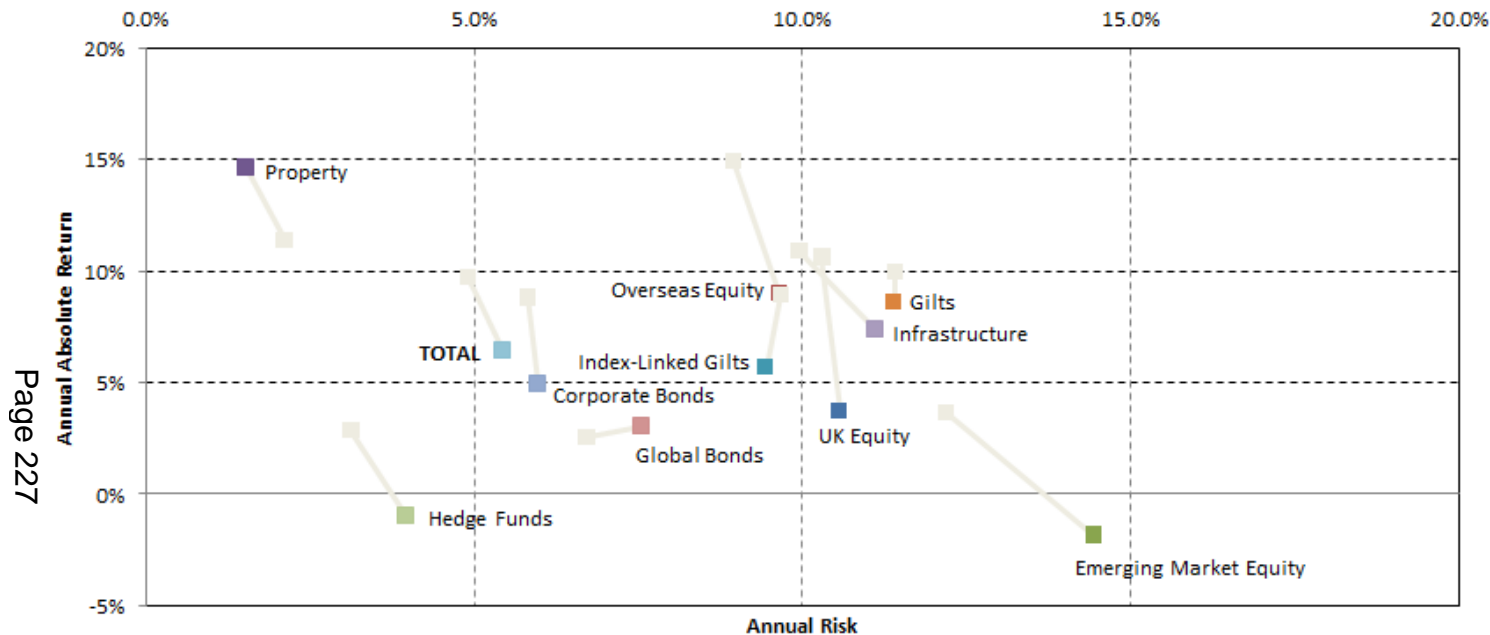 0.0% 5.0% 10.0% 15.0% 20.0%
20%
15%
Property
10%
Overseas Equity
Gilts
Infrastructure
TOTAL
Index-Linked Gilts
5%
Corporate Bonds
UK Equity
Global Bonds
0%
Hedge Funds
Emerging Market Equity
-5%
Annual Absolute Return
Annual Risk
Page 227